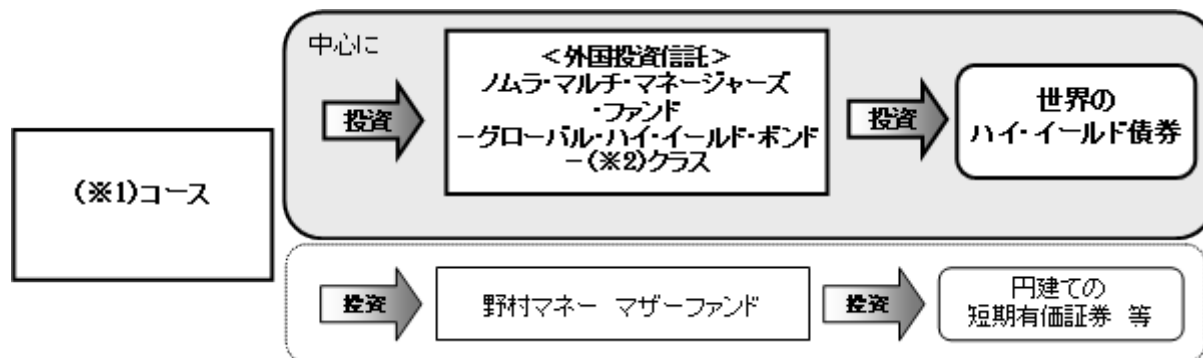 中心に
投資
<外国投資信託>
ノムラ・マルチ・マネージャーズ
・ファンド
-グローバル・ハイ・イールド・ボンド
-(※2)クラス
投資
世界の
ハイ・イールド債券
(※1)コース
投資
野村マネー マザーファンド
投資
円建ての
短期有価証券 等